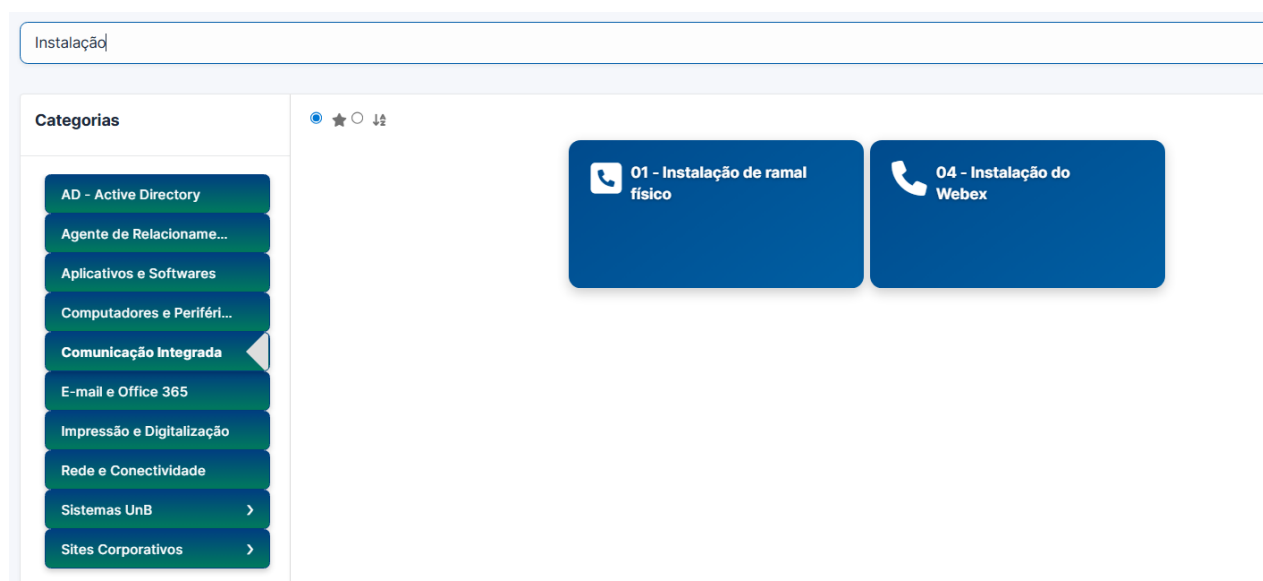 Instalação
Categorias
AD - Active Directory
Agente de Relacioname...
Aplicativos e Softwares
Computadores e Periféri...
Comunicação Integrada
E-mail e Office 365
Impressão e Digitalização
Rede e Conectividade
Sistemas UnB
Sites Corporativos
01 - Instalação de ramal
físico
04 - Instalação do
Webex